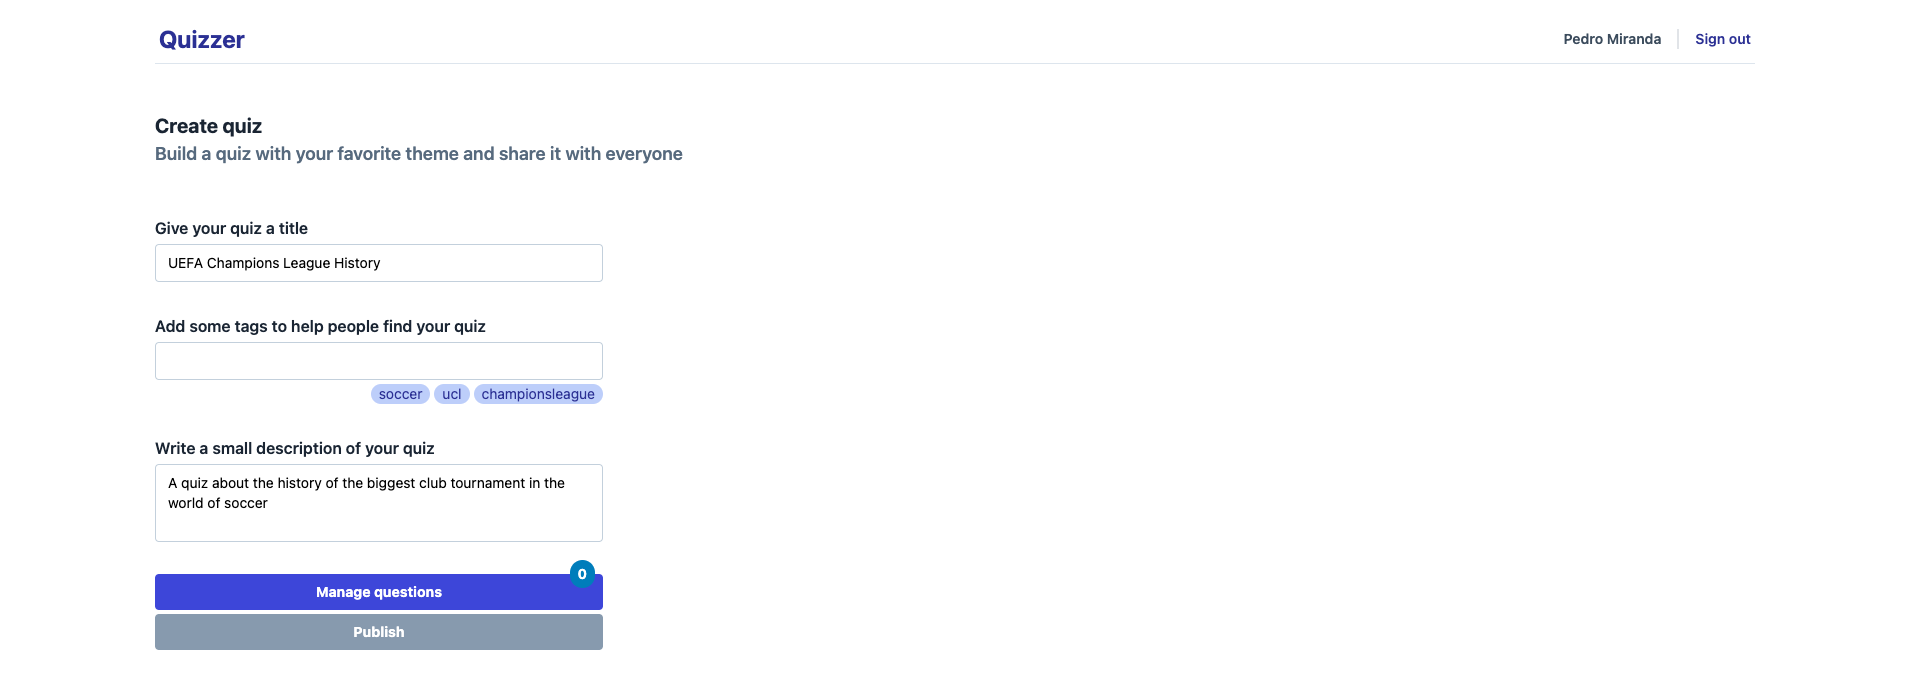 Quizzer
Pedro Miranda
Sign out
Create quiz
Build a quiz with your favorite theme and share it with everyone
Give your quiz a title
UEFA Champions League History
Add some tags to help people find your quiz
soccer ucl championsleague
Write a small description of your quiz
A quiz about the history of the biggest club tournament in the
world of soccer
0
Manage questions
Publish